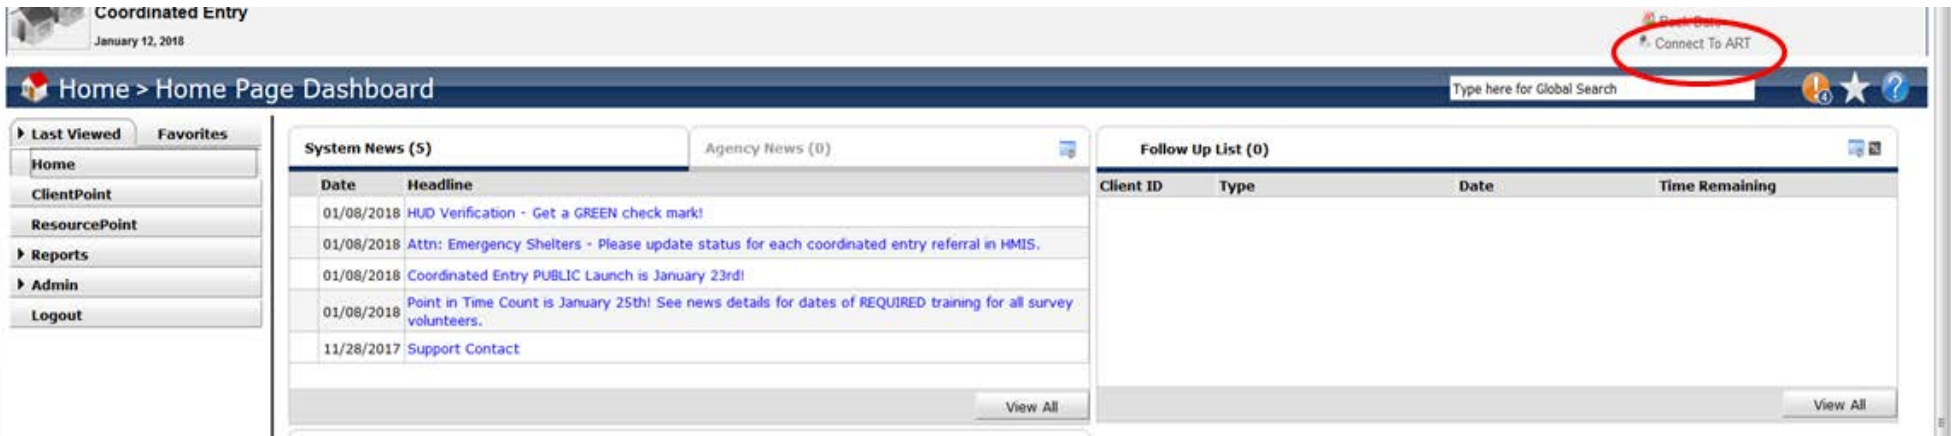 Coordinated Entry
January 12, 2018
Back Date
Connect To ART
Home > Home Page Dashboard
Type here for Global Search
4
?
Last Viewed Favorites
Home
ClientPoint
ResourcePoint
Reports
Admin
Logout
System News (5) Agency News (0)
Date Headline
01/08/2018 HUD Verification - Get a GREEN check mark!
01/08/2018 Attn: Emergency Shelters - Please update status for each coordinated entry referral in HMIS.
01/08/2018 Coordinated Entry PUBLIC Launch is January 23rd!
01/08/2018 Point in Time Count is January 25th! See news details for dates of REQUIRED training for all survey
volunteers.
11/28/2017 Support Contact
View All
Follow Up List (0)
Client ID Type Date Time Remaining
View All